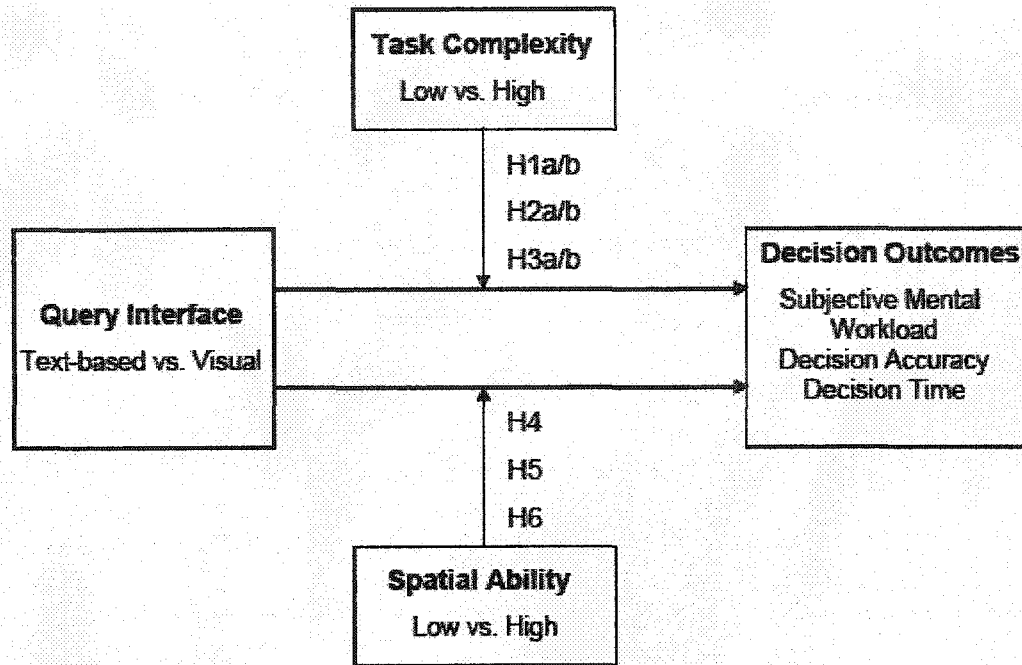 Task Complexity
Low vs. High
H1a/b
H2a/b
H3a/b
Query Interface
Text-based vs. Visual
Decision Outcomes
Subjective Mental
Workload
Decision Accuracy
Decision Time
H4
H5
H6
Spatial Ability
Low vs. High